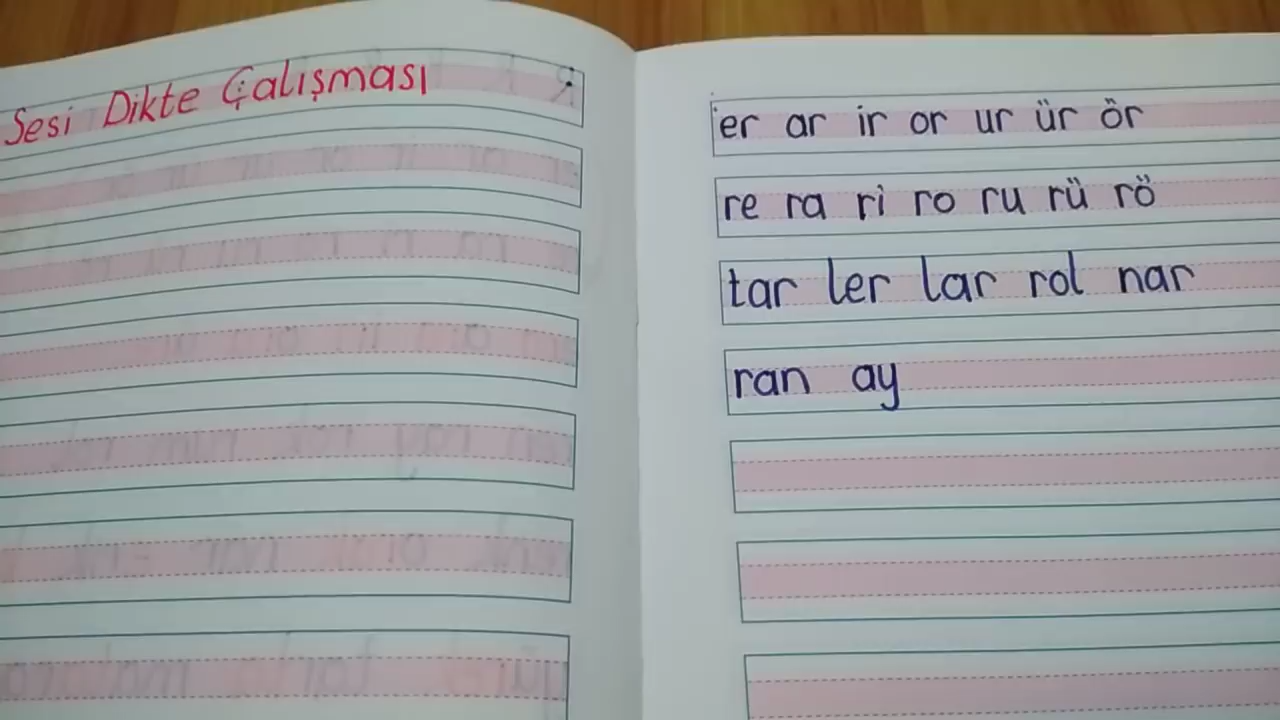 Sesi Dikte Çalışması
er ar ir or ur ür ör
re ra ri ro ru rü rö
tar ler lar rol nar
ran ay